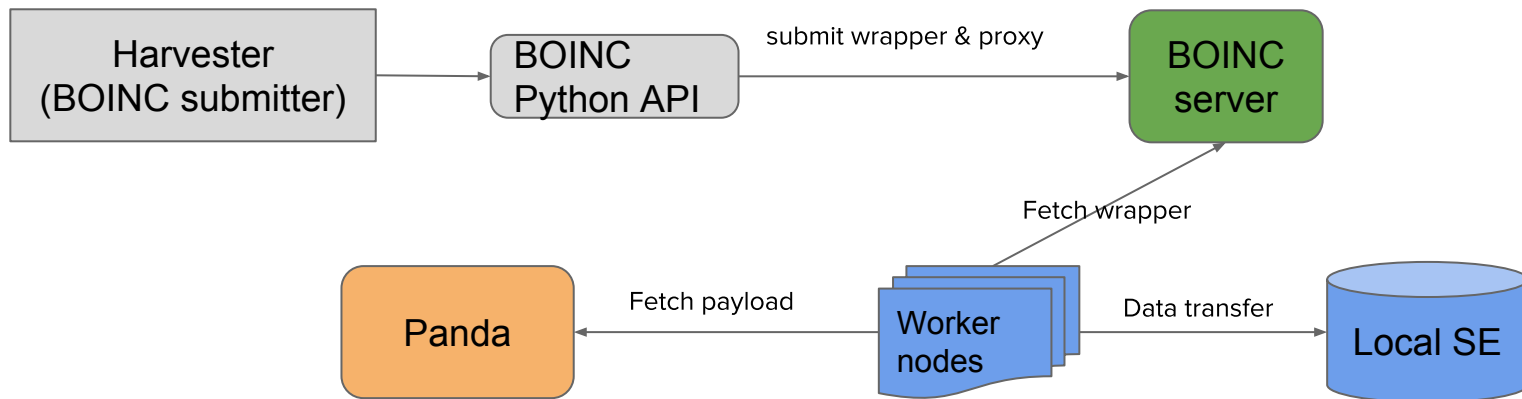 Harvester
(BOINC submitter)
BOINC
Python API
submit wrapper & proxy
BOINC
server
Fetch wrapper
Panda
Fetch payload
Worker
nodes
Data transfer
Local SE